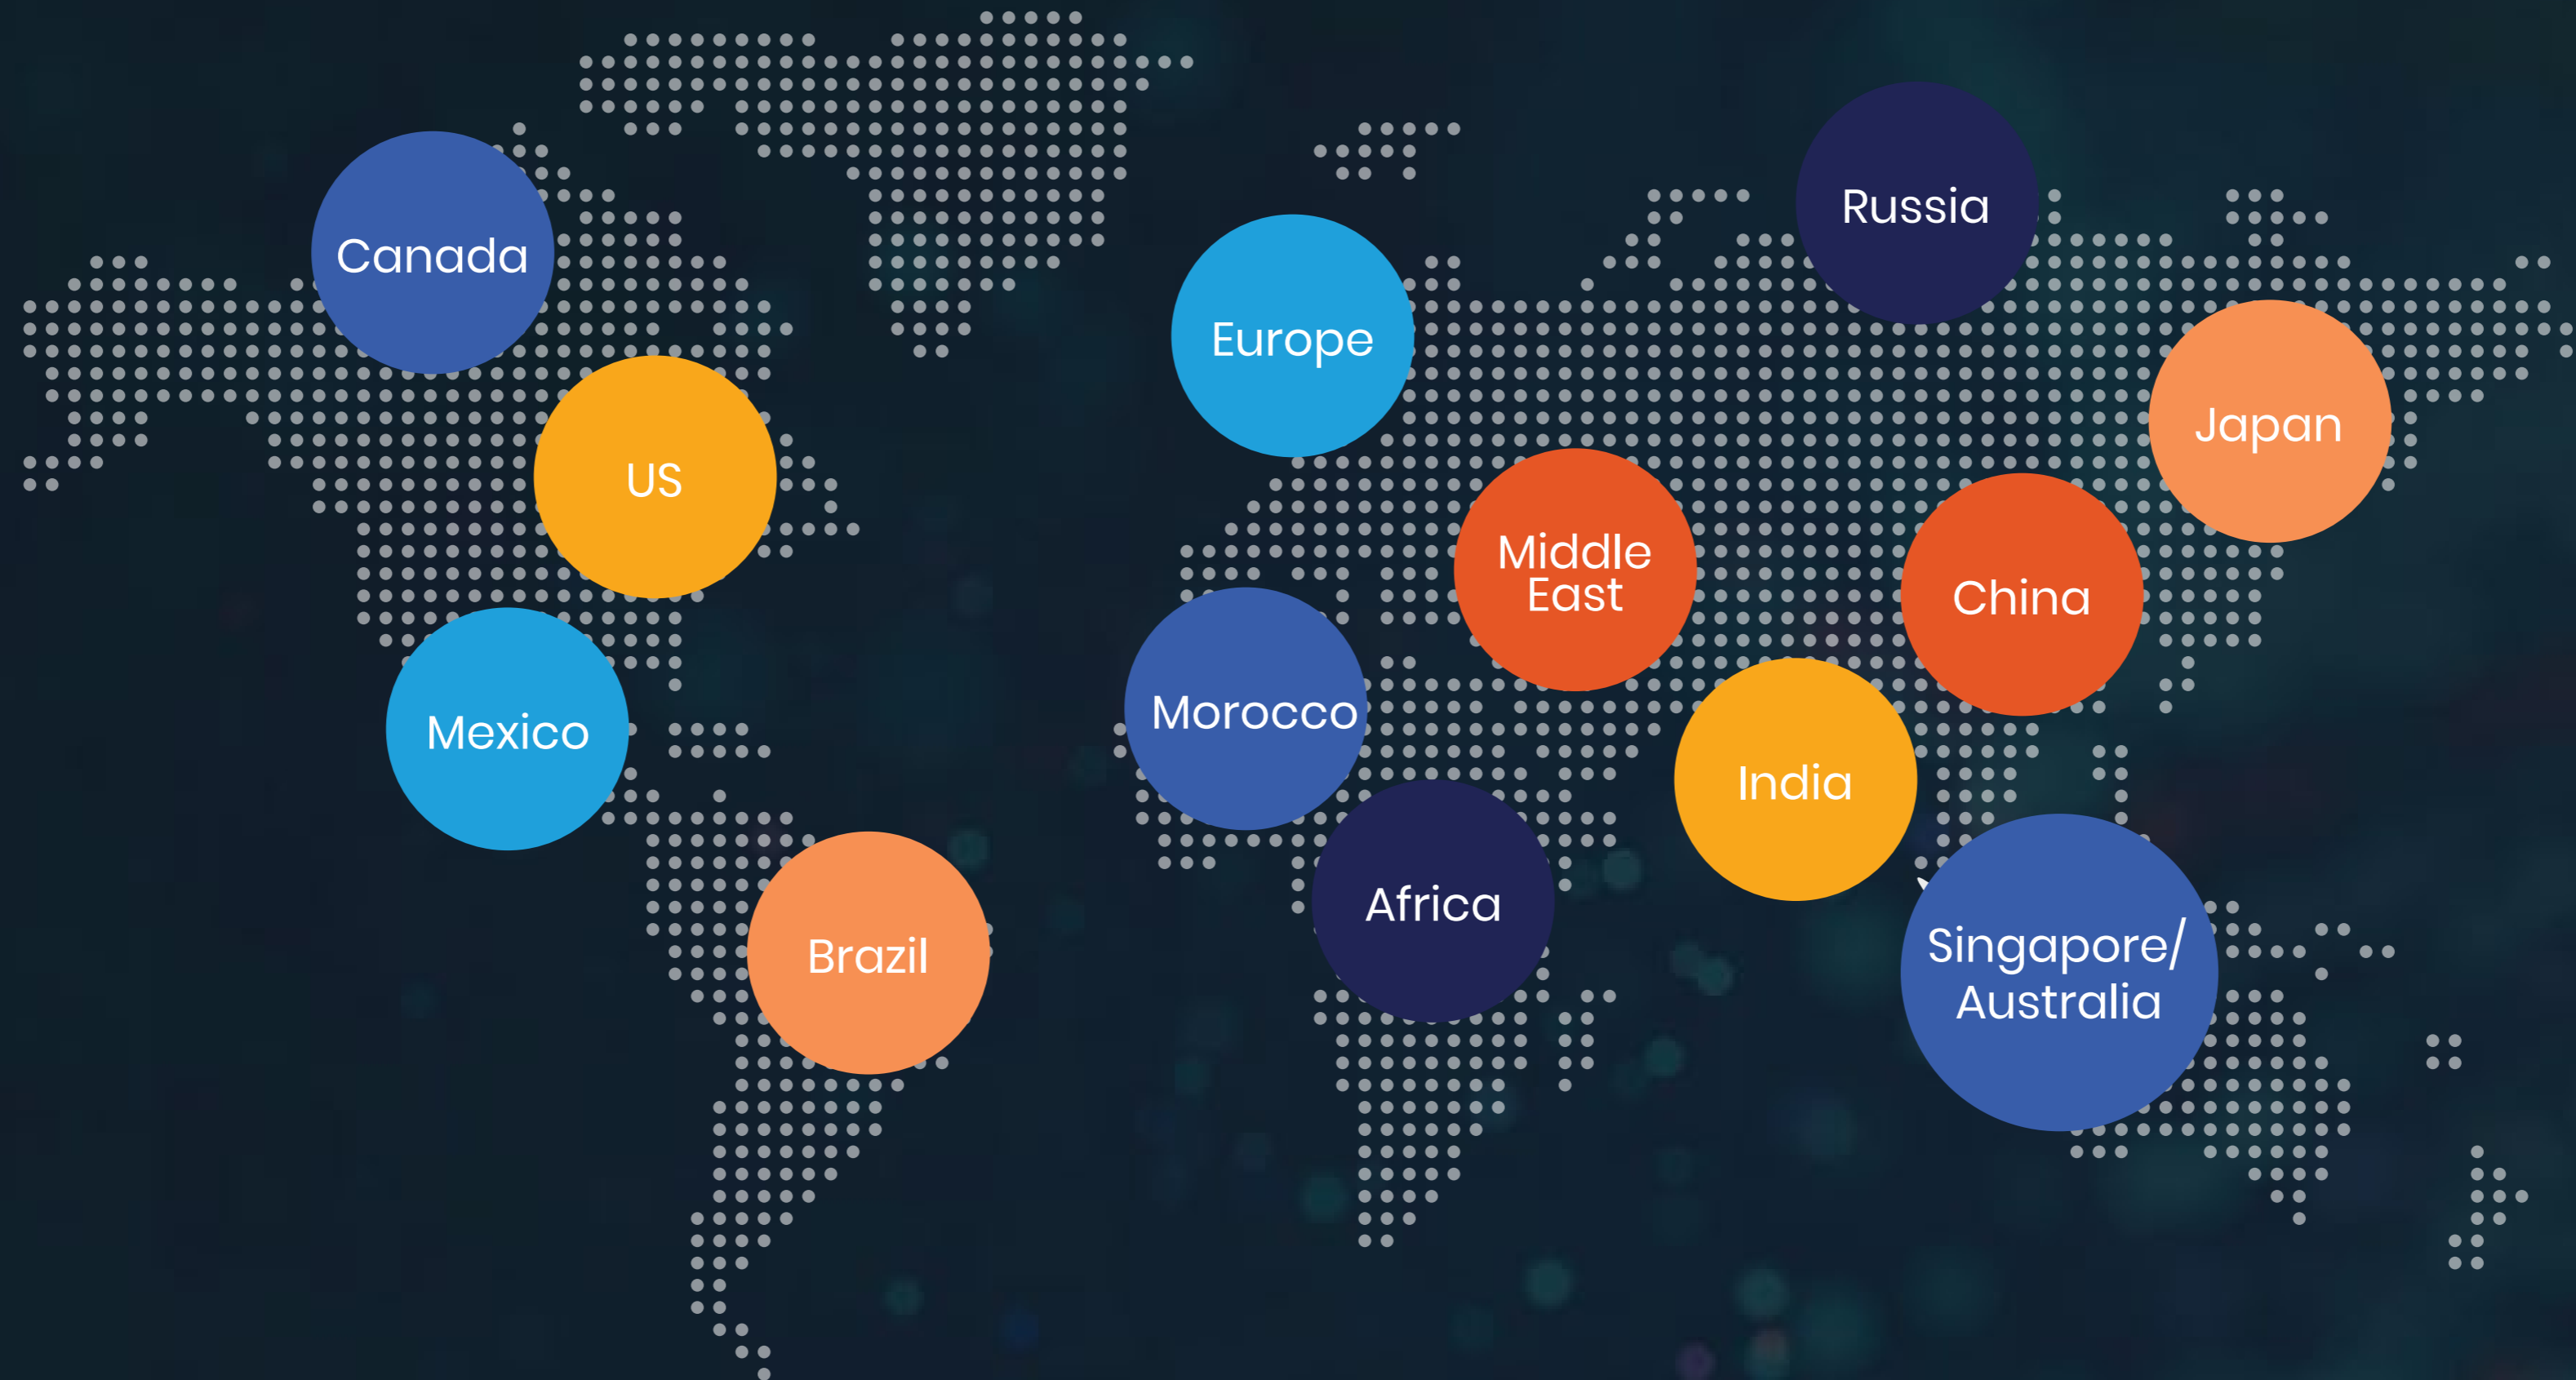 Russia
Canada
Europe
Japan
US
Middle
East
China
Morocco
Mexico
India
Africa
Brazil
Singapore/
Australia